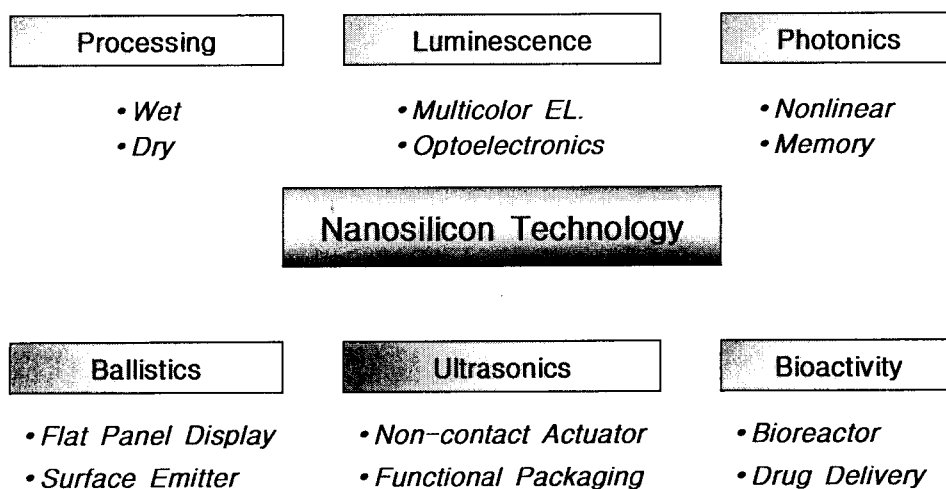 Processing
Luminescence
Photonics
• Wet
• Dry
• Multicolor EL.
• Optoelectronics
• Nonlinear
• Memory
Nanosilicon Technology
Ballistics
Ultrasonics
Bioactivity
• Flat Panel Display
• Surface Emitter
• Non-contact Actuator
• Functional Packaging
• Bioreactor
• Drug Delivery